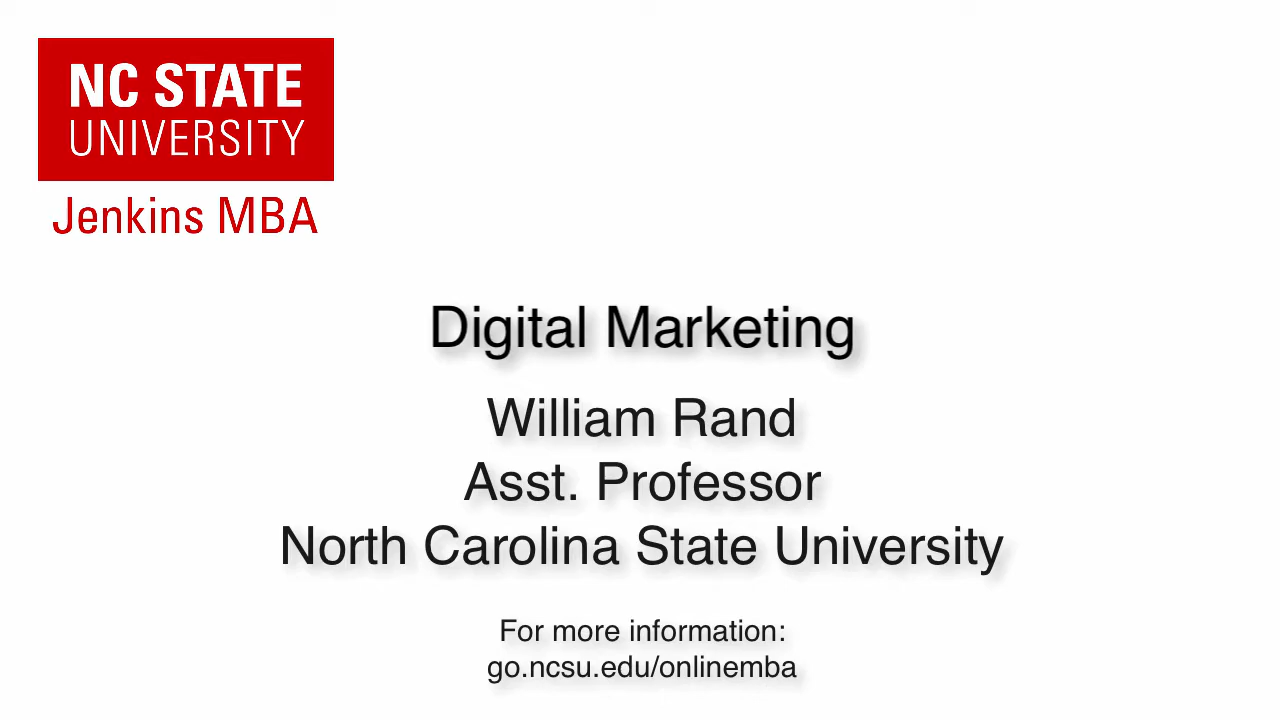 NC STATE
UNIVERSITY
Jenkins MBA
Digital Marketing
William Rand
Asst. Professor
North Carolina State University
For more information:
go.ncsu.edu/onlinemba